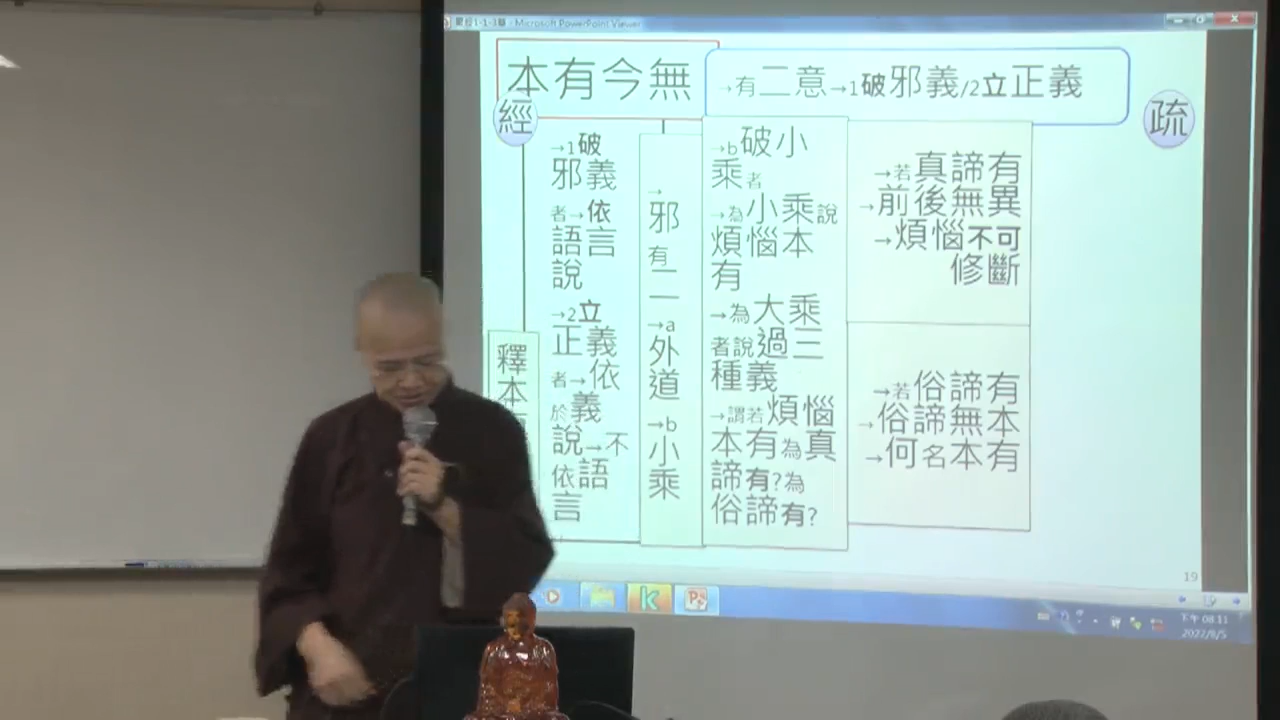 本有今無
→有二意→1破邪義/2立正義
經
疏
→1破
邪義
者→依
語言
說
→2立
正義
者→依
於義
說→不
依語
言
釋本
→
邪
有
二
→a
外
道
→b
小
乘
→b破小
乘者
→為小乘說
煩惱本
有
→為大乘
者說過三
種義
→謂若煩惱
本有為真
諦有?為
俗諦有?
→若真諦有
→前後無異
→煩惱不可
修斷
→若俗諦有
→俗諦無本
→何名本有
19
下午 08:11
2022/8/5